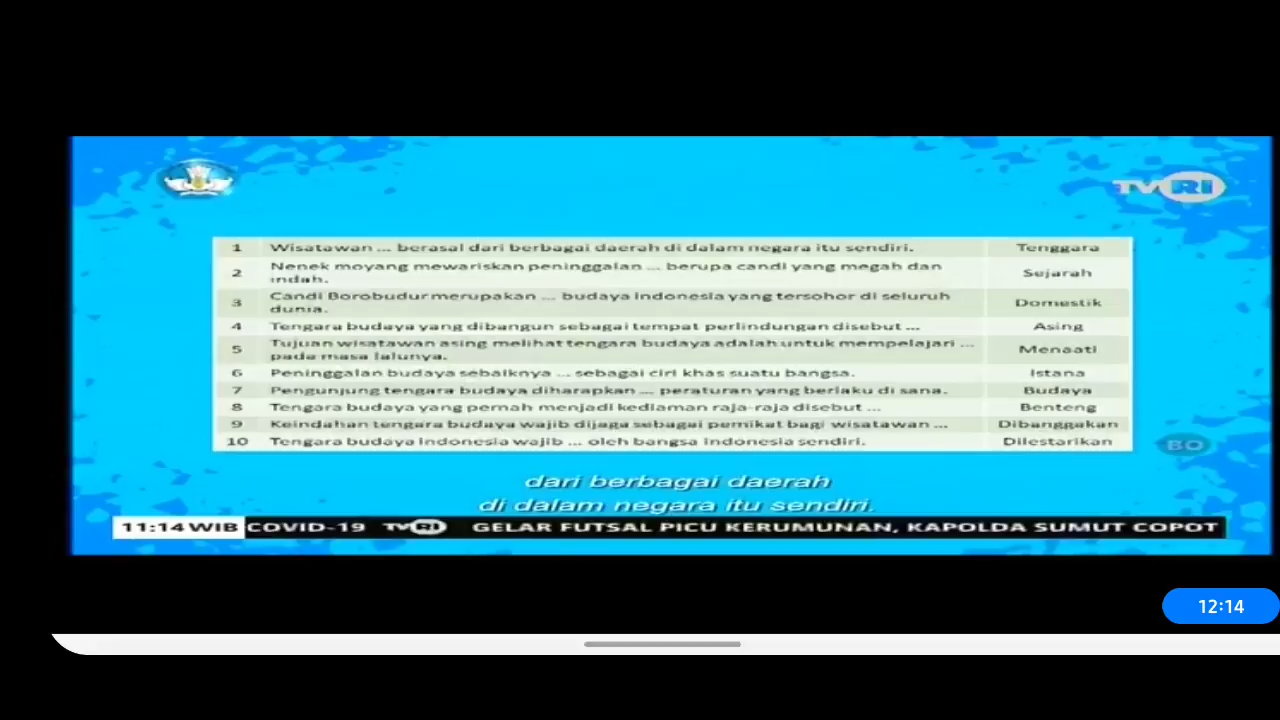 TVRI
1 Wisatawan ... berasal dari berbagai daerah di dalam negara itu sendiri. Tenggara
2 Nenek moyang mewariskan peninggalan ... berupa candi yang megah dan Sejarah
indah.
3 Candi Borobudur merupakan ... budaya Indonesia yang tersohor di seluruh Domestik
dunia.
4 Tengara budaya yang dibangun sebagai tempat perlindungan disebut ... Asing
5 Tujuan wisatawan asing melihat tengara budaya adalah untuk mempelajari ... Menaati
pada masa lalunya.
6 Peninggalan budaya sebaiknya ... sebagai ciri khas suatu bangsa. Istana
7 Pengunjung tengara budaya diharapkan ... peraturan yang berlaku di sana. Budaya
8 Tengara budaya yang pernah menjadi kediaman raja-raja disebut ... Benteng
9 Keindahan tengara budaya wajib dijaga sebagai pemikat bagi wisatawan ... Dibanggakan
10 Tengara budaya Indonesia wajib ... oleh bangsa Indonesia sendiri. Dilestarikan
BO
dari berbagai daerah
di dalam negara itu sendiri.
11:14 WIB COVID-19 TVRI GELAR FUTSAL PICU KERUMUNAN, KAPOLDA SUMUT COPOT
12:14